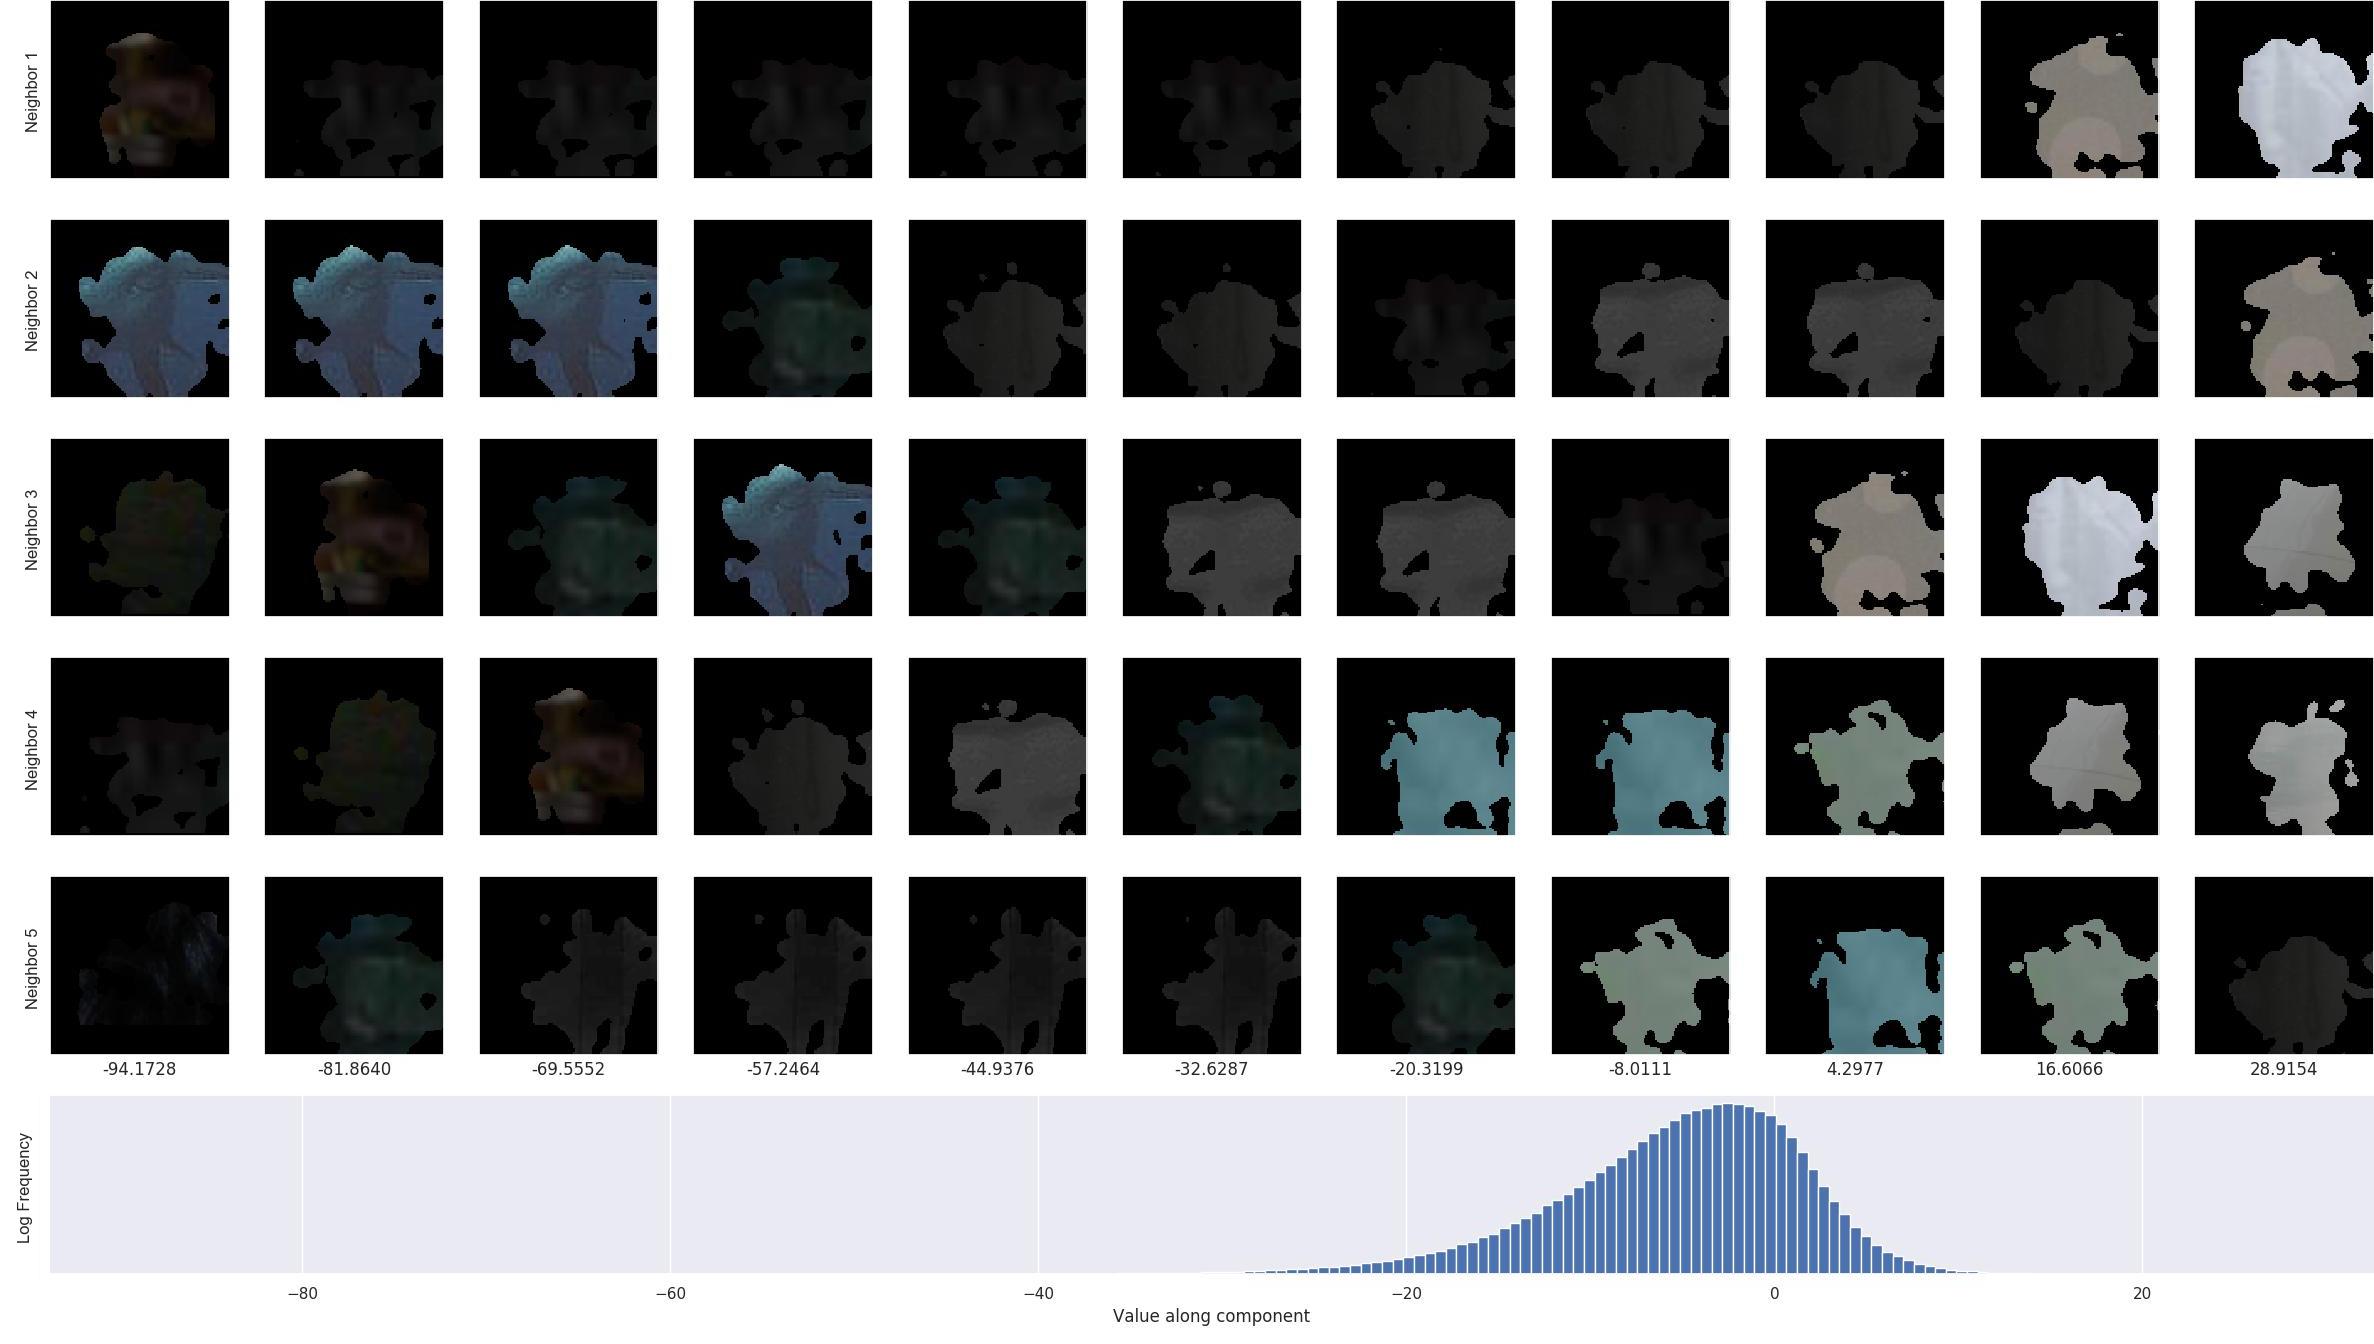 Neighbor 1
Neighbor 2
Neighbor 3
Neighbor 4
Neighbor 5
-94.1728 -81.8640 -69.5552 -57.2464 -44.9376 -32.6287 -20.3199 -8.0111 4.2977 16.6066 28.9154
Log Frequency
−80 −60 −40 −20 0 20
Value along component